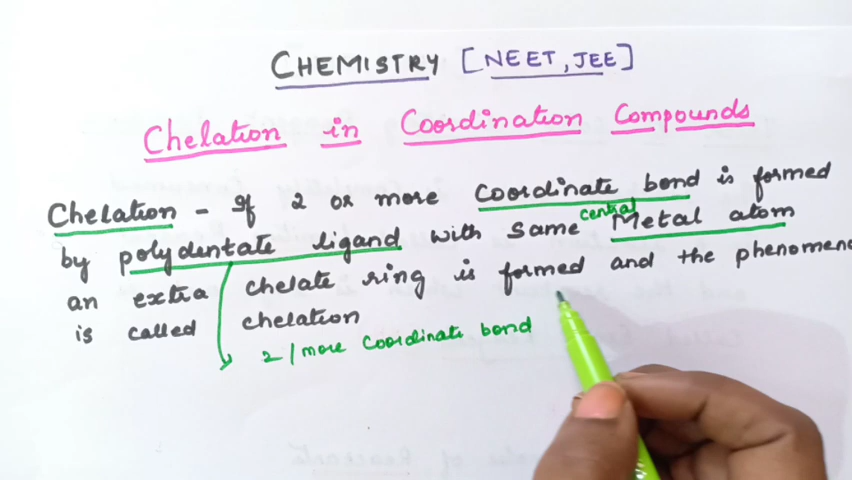 CHEMISTRY [NEET, JEE]
Chelation in Coordination Compounds
Chelation - If 2 or more coordinate bond is formed
by polydentate ligand with same central Metal atom
an extra chelate ring is formed and the phenomeno
is called chelation
2/more coordinate bond